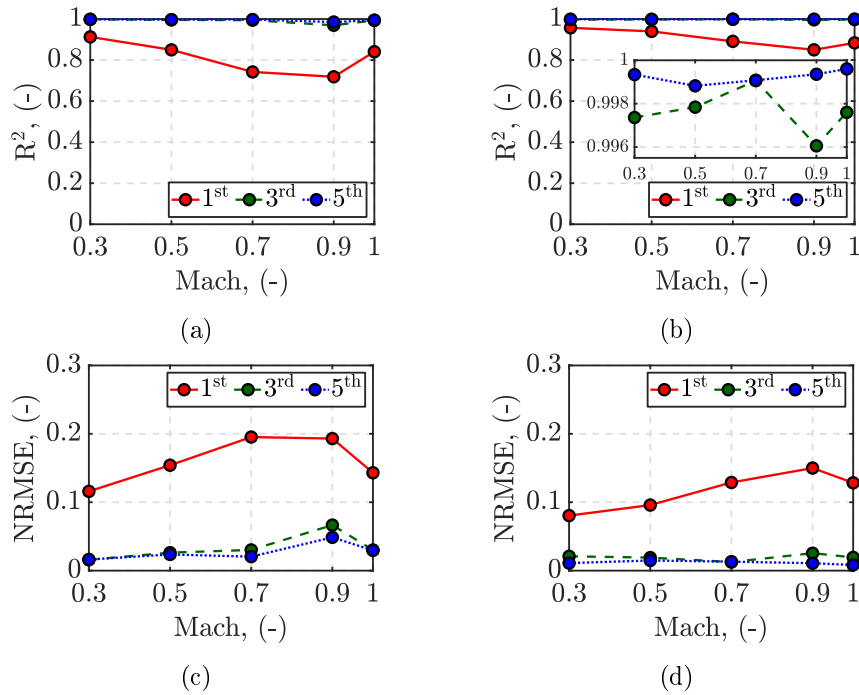 1
0.8
0.6
0.4
0.2
0
R², (-)
1st 3rd 5th
0.3 0.5 0.7 0.9 1
Mach, (-)
(a)
1
0.8
0.6
0.4
0.2
0
R², (-)
1
0.998
0.996
0.3 0.5 0.7 0.9 1
1st 3rd 5th
0.3 0.5 0.7 0.9 1
Mach, (-)
(b)
0.3
0.2
0.1
0
NRMSE, (-)
1st 3rd 5th
0.3 0.5 0.7 0.9 1
Mach, (-)
(c)
0.3
0.2
0.1
0
NRMSE, (-)
1st 3rd 5th
0.3 0.5 0.7 0.9 1
Mach, (-)
(d)